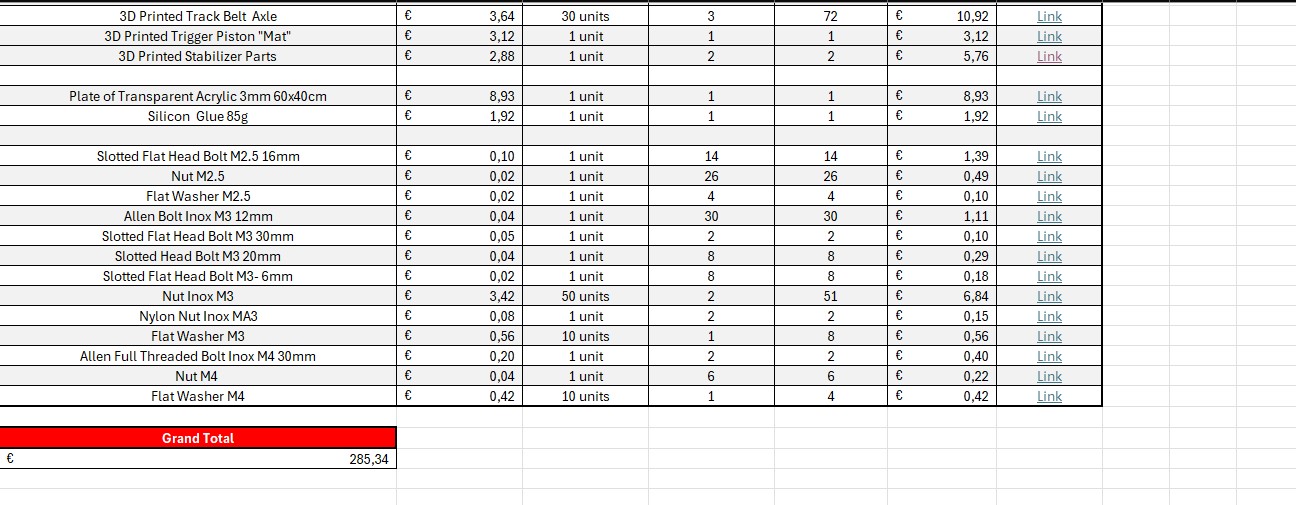 3D Printed Track Belt  Axle € 3,64 30 units 3 72 € 10,92 Link
3D Printed Trigger Piston "Mat" € 3,12 1 unit 1 1 € 3,12 Link
3D Printed Stabilizer Parts € 2,88 1 unit 2 2 € 5,76 Link
Plate of Transparent Acrylic 3mm 60x40cm € 8,93 1 unit 1 1 € 8,93 Link
Silicon  Glue 85g € 1,92 1 unit 1 1 € 1,92 Link
Slotted Flat Head Bolt M2.5 16mm € 0,10 1 unit 14 14 € 1,39 Link
Nut M2.5 € 0,02 1 unit 26 26 € 0,49 Link
Flat Washer M2.5 € 0,02 1 unit 4 4 € 0,10 Link
Allen Bolt Inox M3 12mm € 0,04 1 unit 30 30 € 1,11 Link
Slotted Flat Head Bolt M3 30mm € 0,05 1 unit 2 2 € 0,10 Link
Slotted Head Bolt M3 20mm € 0,04 1 unit 8 8 € 0,29 Link
Slotted Flat Head Bolt M3- 6mm € 0,02 1 unit 8 8 € 0,18 Link
Nut Inox M3 € 3,42 50 units 2 51 € 6,84 Link
Nylon Nut Inox MA3 € 0,08 1 unit 2 2 € 0,15 Link
Flat Washer M3 € 0,56 10 units 1 8 € 0,56 Link
Allen Full Threaded Bolt Inox M4 30mm € 0,20 1 unit 2 2 € 0,40 Link
Nut M4 € 0,04 1 unit 6 6 € 0,22 Link
Flat Washer M4 € 0,42 10 units 1 4 € 0,42 Link
Grand Total
€ 285,34